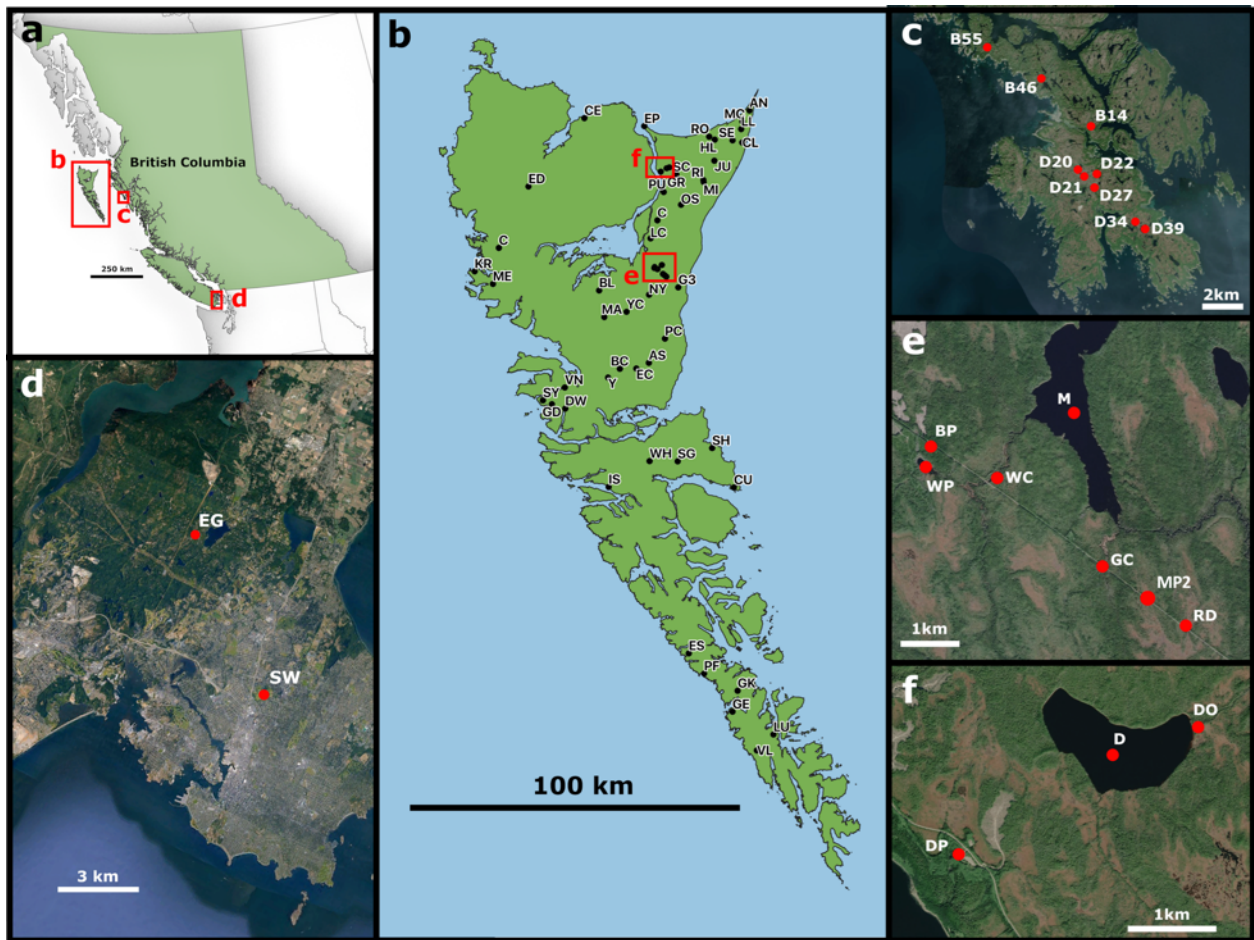 a
British Columbia
b
c
250 km
d
b
CE
EP
AN
MC
LL
RO
SE
HL
CL
f
SC
JU
ED
PU
GR
RI
MI
OS
C
LC
C
KR
ME
e
BL
NY
G3
YC
MA
PC
BC
AS
EC
Y
VN
SY
DW
GD
SH
WH
SG
IS
CU
ES
PF
GK
GE
LU
VL
100 km
c
B55
B46
B14
D20
D22
D21
D27
D34
D39
2km
d
EG
SW
3 km
e
M
BP
WP
WC
GC
MP2
RD
1km
f
DO
D
DP
1km